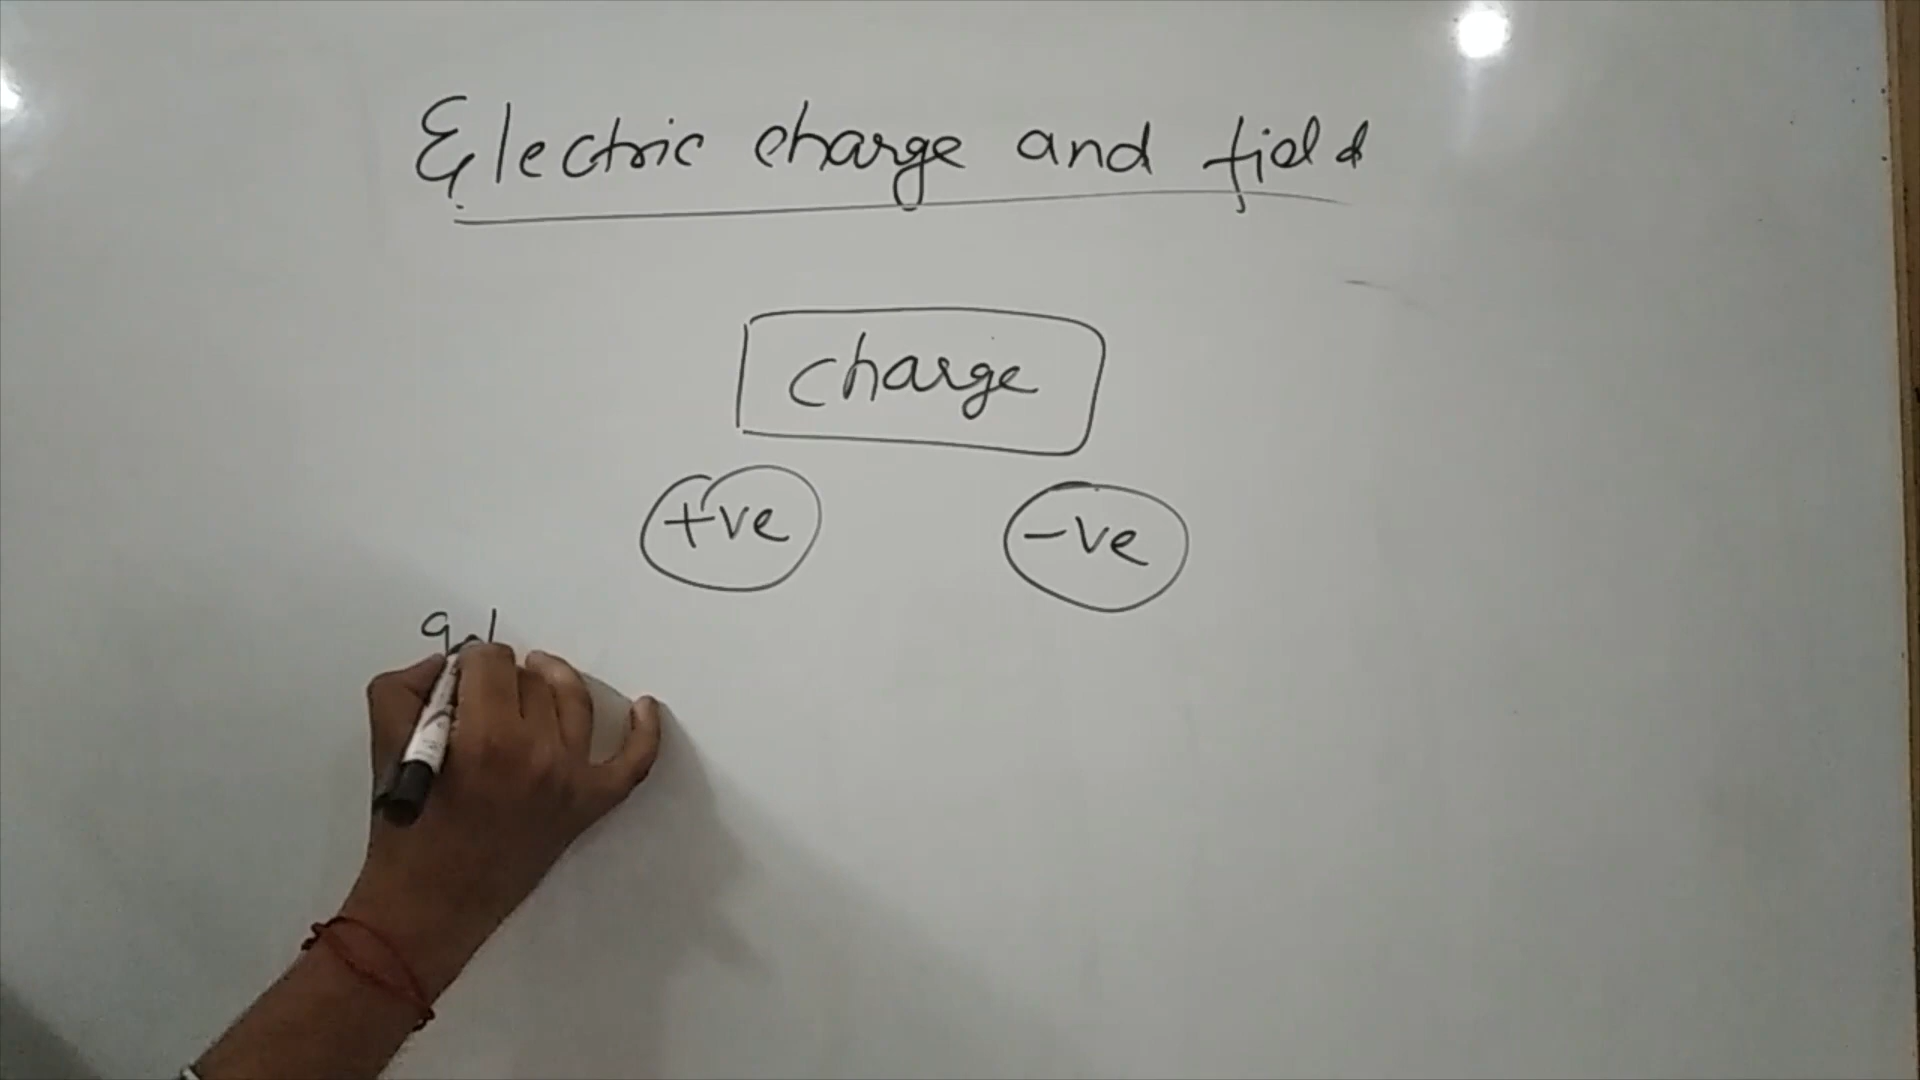 Electric charge and field
charge
+ve -ve